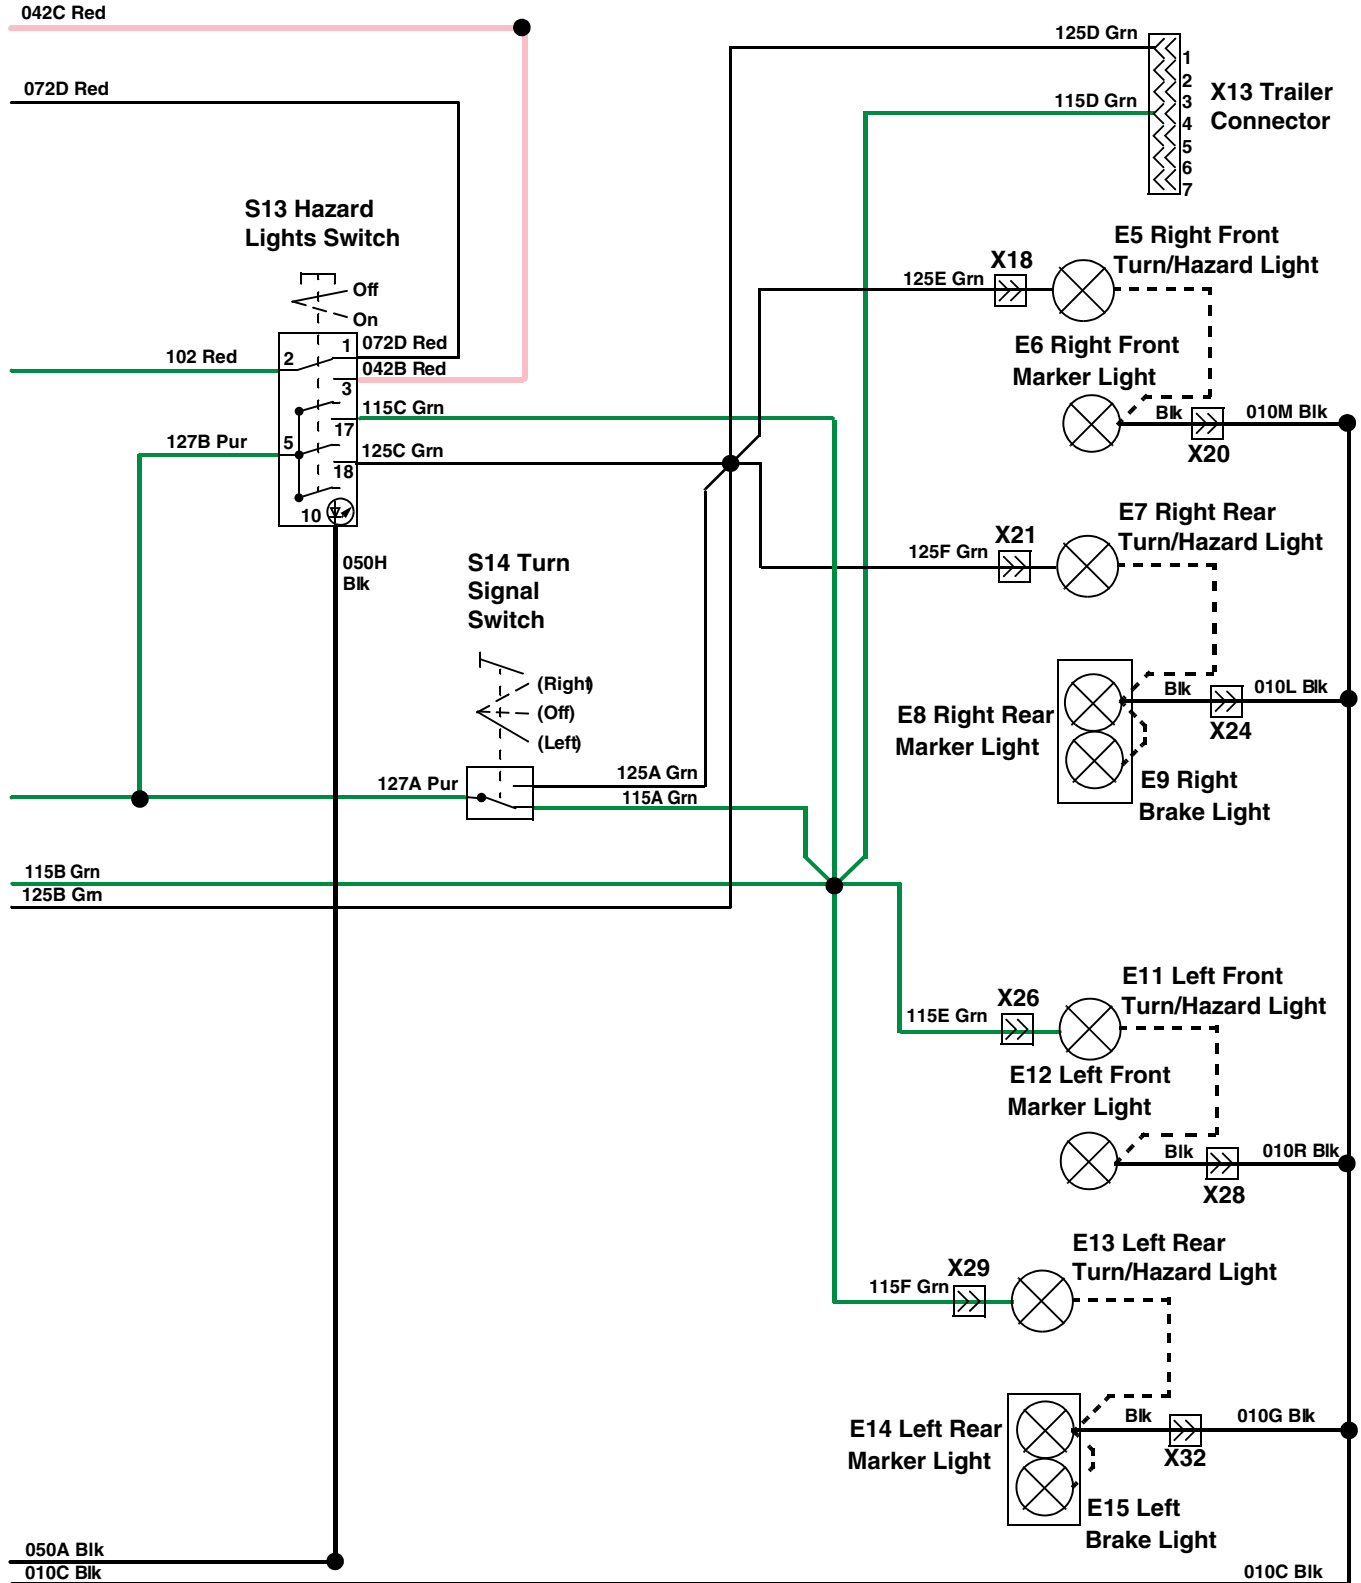 042C Red
072D Red
125D Grn
115D Grn
1
2
3
4
5
6
7
X13 Trailer
Connector
S13 Hazard
Lights Switch
Off
On
102 Red
2
1
072D Red
042B Red
3
115C Grn
17
127B Pur
5
125C Grn
18
10
050H
Blk
E5 Right Front
Turn/Hazard Light
X18
125E Grn
E6 Right Front
Marker Light
Blk
010M Blk
X20
E7 Right Rear
Turn/Hazard Light
X21
125F Grn
S14 Turn
Signal
Switch
(Right)
(Off)
(Left)
Blk
010L Blk
X24
E8 Right Rear
Marker Light
E9 Right
Brake Light
127A Pur
125A Grn
115A Grn
115B Grn
125B Grn
E11 Left Front
Turn/Hazard Light
X26
115E Grn
E12 Left Front
Marker Light
Blk
010R Blk
X28
E13 Left Rear
Turn/Hazard Light
X29
115F Grn
Blk
010G Blk
X32
E14 Left Rear
Marker Light
E15 Left
Brake Light
050A Blk
010C Blk
010C Blk